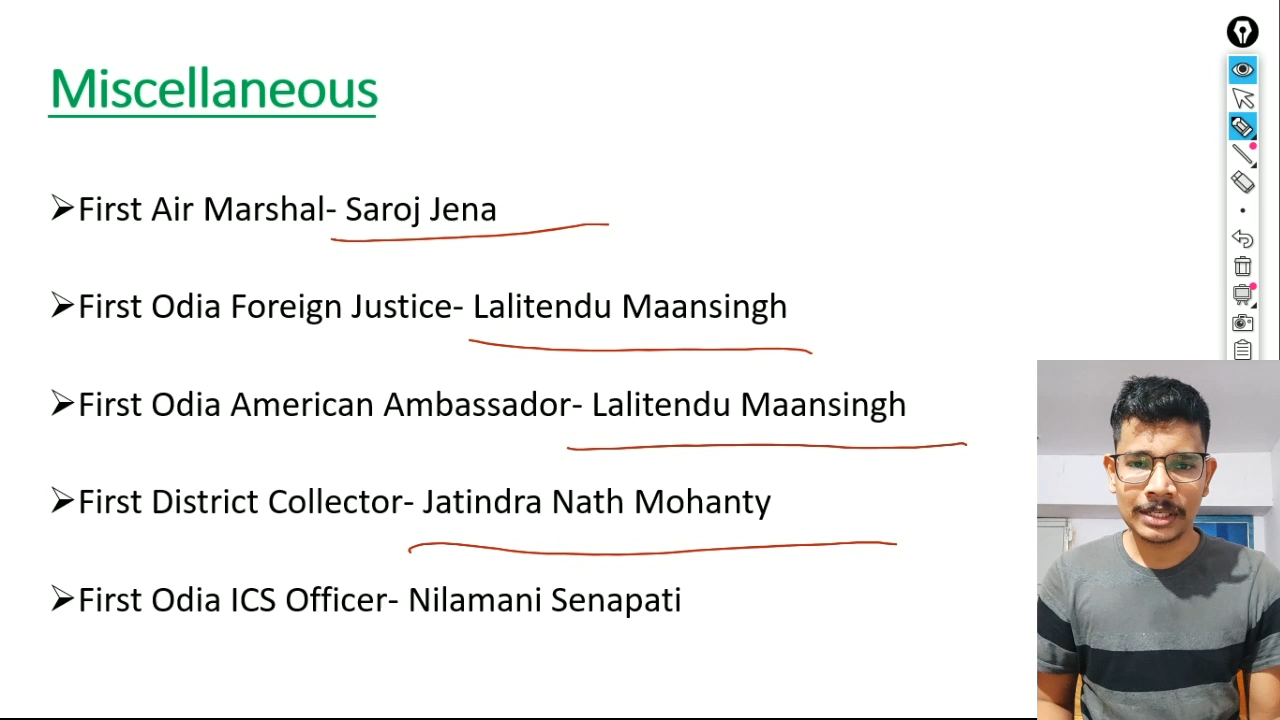 Miscellaneous
➢First Air Marshal- Saroj Jena
➢First Odia Foreign Justice- Lalitendu Maansingh
➢First Odia American Ambassador- Lalitendu Maansingh
➢First District Collector- Jatindra Nath Mohanty
➢First Odia ICS Officer- Nilamani Senapati